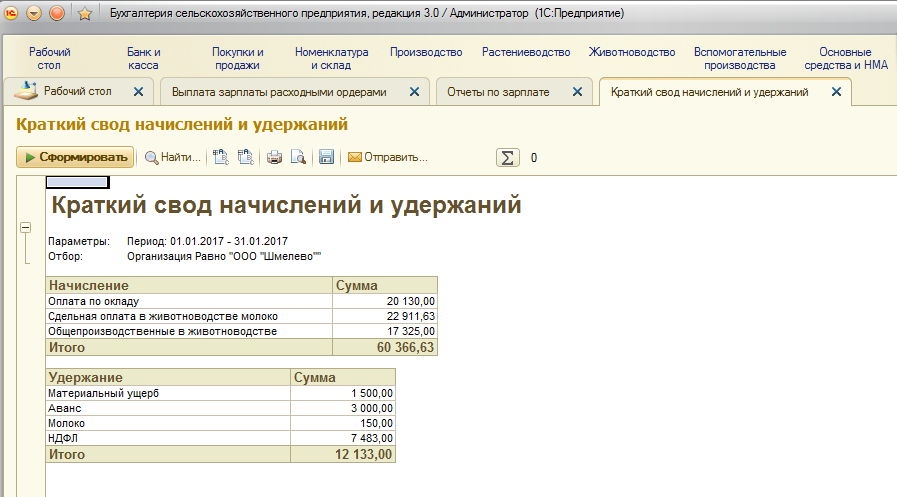 1С Бухгалтерия сельскохозяйственного предприятия, редакция 3.0 / Администратор (1С:Предприятие)
Рабочий стол
Банк и касса
Покупки и продажи
Номенклатура и склад
Производство
Растениеводство
Животноводство
Вспомогательные производства
Основные средства и НМА
Рабочий стол
Выплата зарплаты расходными ордерами
Отчеты по зарплате
Краткий свод начислений и удержаний
Краткий свод начислений и удержаний
Сформировать Найти... Отправить... Σ 0
Краткий свод начислений и удержаний
Параметры: Период: 01.01.2017 - 31.01.2017
Отбор: Организация Равно "ООО "Шмелево""
Начисление Сумма
Оплата по окладу 20 130,00
Сдельная оплата в животноводстве молоко 22 911,63
Общепроизводственные в животноводстве 17 325,00
Итого 60 366,63
Удержание Сумма
Материальный ущерб 1 500,00
Аванс 3 000,00
Молоко 150,00
НДФЛ 7 483,00
Итого 12 133,00